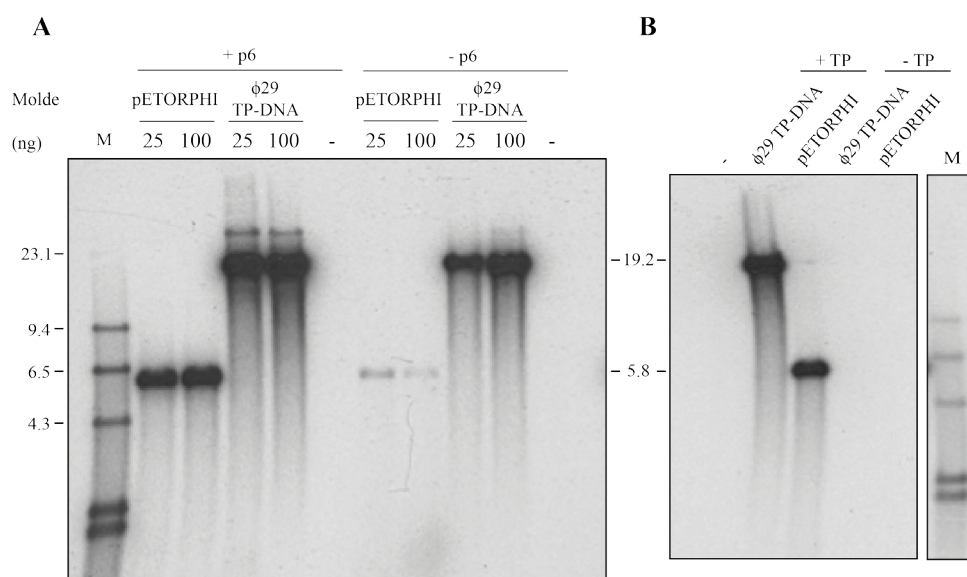 A
+ p6
- p6
Molde
pETORPHI
ϕ29
TP-DNA
pETORPHI
ϕ29
TP-DNA
(ng)
M
25
100
25
100
-
25
100
25
100
-
23.1
9.4
6.5
4.3
19.2
5.8
B
+ TP
- TP
-
ϕ29 TP-DNA
pETORPHI
ϕ29 TP-DNA
pETORPHI
M